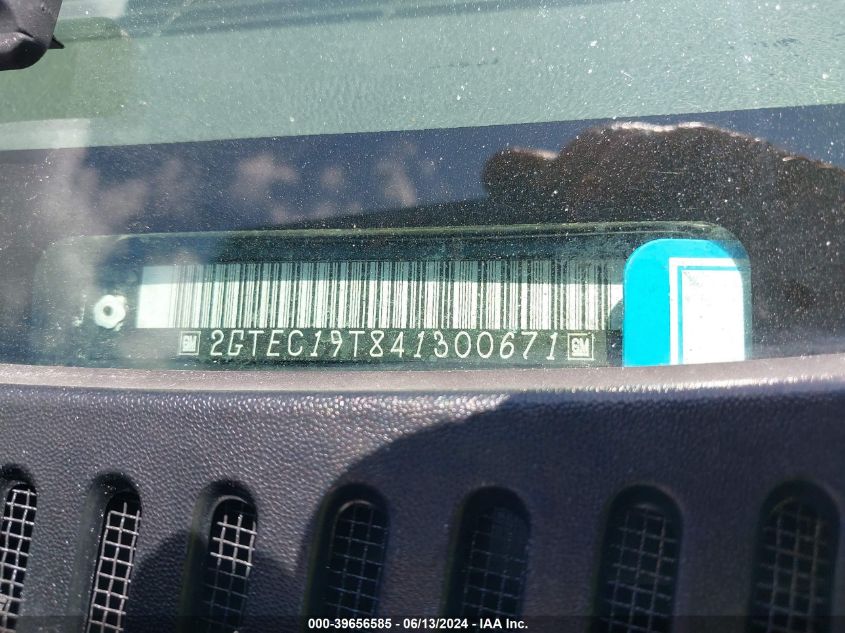 GM 2GTEC19T841300671 GM
000-39656585 - 06/13/2024 - IAA Inc.